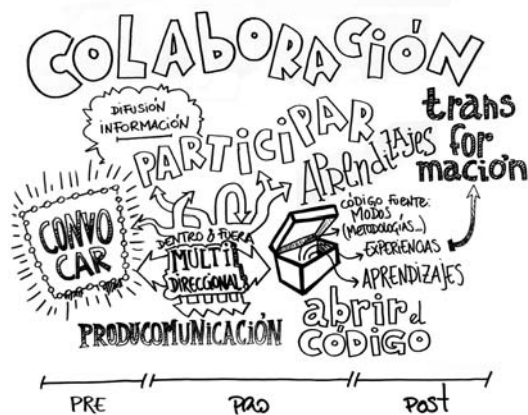 COLABORACIÓN
DIFUSIÓN
INFORMACIÓN
PARTICIPAR
APRENdizAjes
trans
for
mación
CONVO
CAR
DENTRO & FUERA
MULTI
DIRECCIONAL
PRODUCOMUNICACIÓN
CÓDIGO FUENTE:
MODOS
(METODOLOGÍAS...)
EXPERIENCIAS
APRENDIZAJES
abrir el
CÓDIGO
PRE
PRO
POST